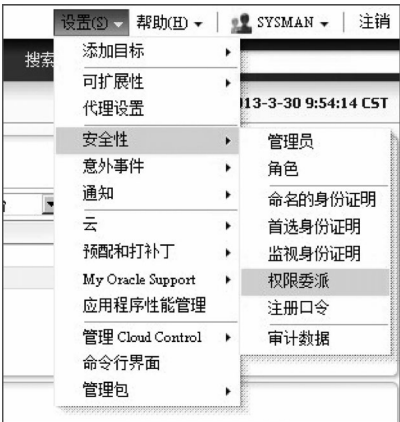 设置(S) 帮助(H) SYSMAN 注销
搜索
添加目标
可扩展性
代理设置
13-3-30 9:54:14 CST
安全性
意外事件
通知
云
预配和打补丁
My Oracle Support
应用程序性能管理
管理 Cloud Control
命令行界面
管理包
管理员
角色
命名的身份证明
首选身份证明
监视身份证明
权限委派
注册口令
审计数据